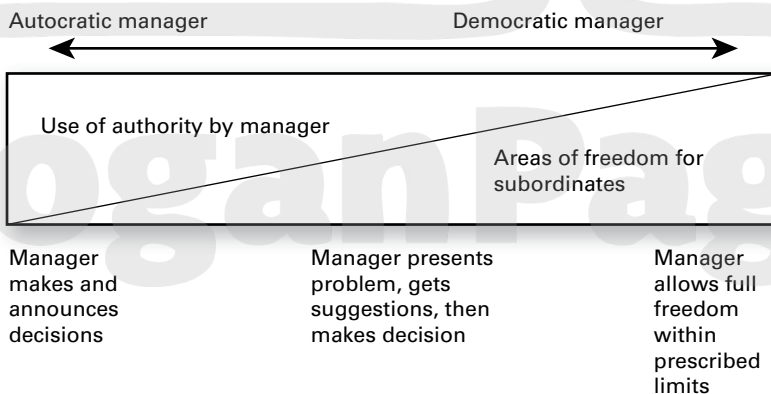 Autocratic manager
Democratic manager
Use of authority by manager
Areas of freedom for
subordinates
Manager
makes and
announces
decisions
Manager presents
problem, gets
suggestions, then
makes decision
Manager
allows full
freedom
within
prescribed
limits
oganPag